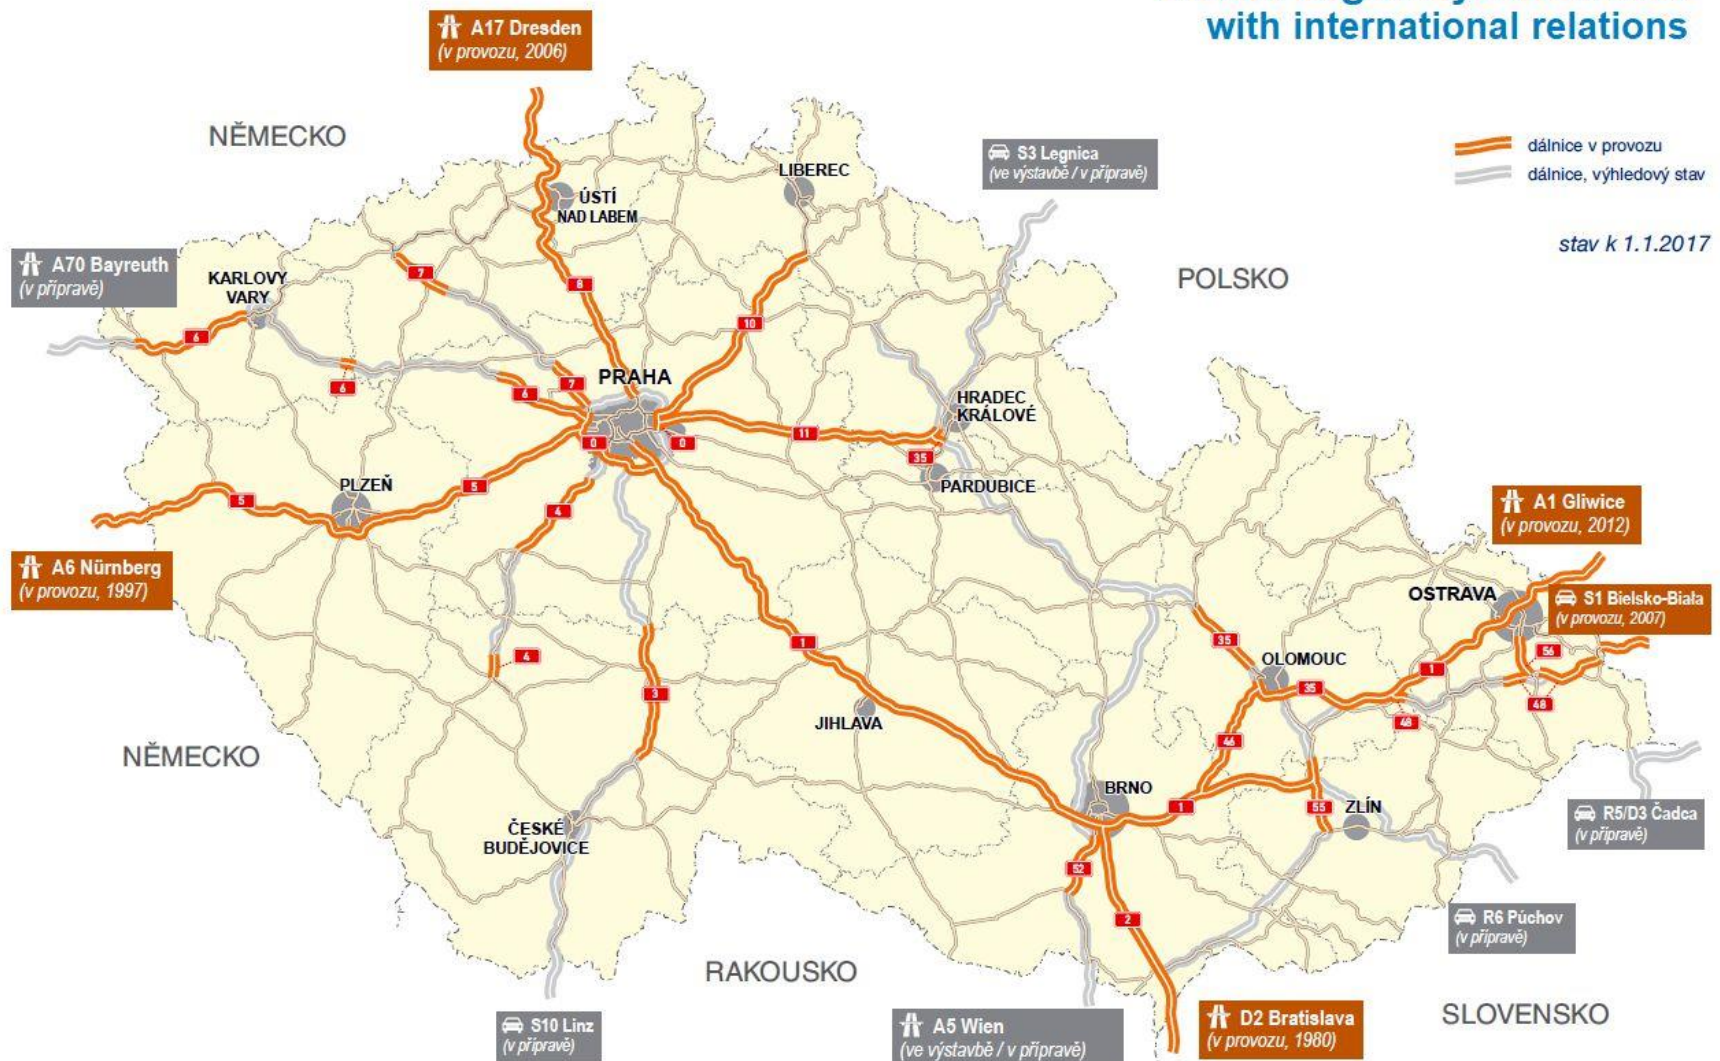 with international relations
A17 Dresden
(v provozu, 2006)
NĚMECKO
S3 Legnica
(ve výstavbě / v přípravě)
dálnice v provozu
dálnice, výhledový stav
stav k 1.1.2017
LIBEREC
ÚSTÍ
NAD LABEM
A70 Bayreuth
(v přípravě)
KARLOVY
VARY
POLSKO
7
8
10
6
6
PRAHA
7
6
HRADEC
KRÁLOVÉ
11
0
0
35
PARDUBICE
PLZEŇ
5
5
4
A1 Gliwice
(v provozu, 2012)
A6 Nürnberg
(v provozu, 1997)
OSTRAVA
S1 Bielsko-Biała
(v provozu, 2007)
1
35
56
4
OLOMOUC
1
35
3
48
48
JIHLAVA
46
NĚMECKO
BRNO
1
55
ZLÍN
R5/D3 Čadca
(v přípravě)
ČESKÉ
BUDĚJOVICE
52
2
R6 Púchov
(v přípravě)
RAKOUSKO
SLOVENSKO
S10 Linz
(v přípravě)
A5 Wien
(ve výstavbě / v přípravě)
D2 Bratislava
(v provozu, 1980)